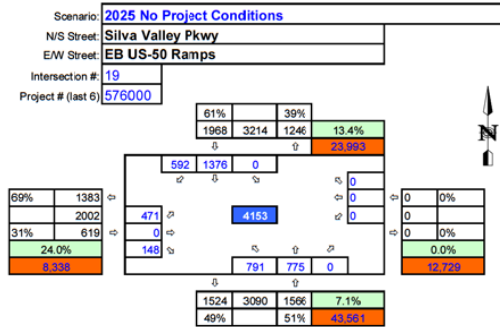 Scenario: 2025 No Project Conditions
N/S Street: Silva Valley Pkwy
E/W Street: EB US-50 Ramps
Intersection #: 19
Project # (last 6) 576000
61% 39%
1968 3214 1246 13.4%
N
23,993
592 1376 0
0
69% 1383 0 0 0%
2002 471 4153 0 0
31% 619 0 0 0%
24.0% 148 0.0%
8,338 791 775 0 12,729
1524 3090 1566 7.1%
49% 51% 43,561